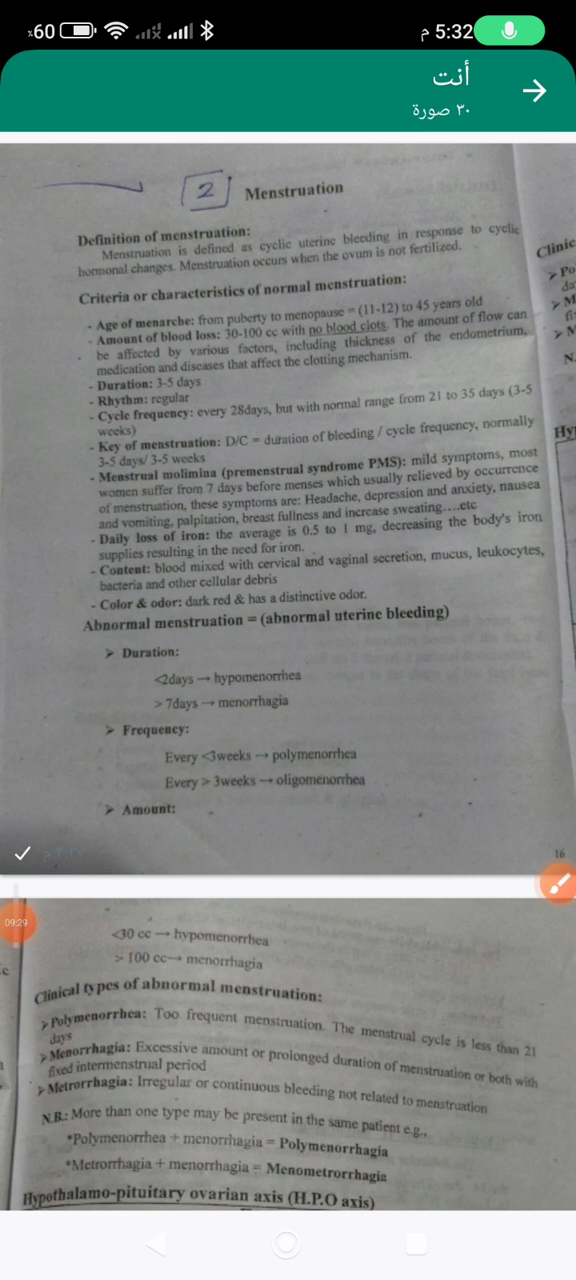 %60
5:32 م
أنت
٣٠ صورة
2 Menstruation
Definition of menstruation:
Menstruation is defined as cyclic uterine bleeding in response to cyclic
hormonal changes. Menstruation occurs when the ovum is not fertilized.
Criteria or characteristics of normal menstruation:
- Age of menarche: from puberty to menopause = (11-12) to 45 years old
- Amount of blood loss: 30-100 cc with no blood clots. The amount of flow can
be affected by various factors, including thickness of the endometrium,
medication and diseases that affect the clotting mechanism.
- Duration: 3-5 days
- Rhythm: regular
- Cycle frequency: every 28days, but with normal range from 21 to 35 days (3-5
weeks)
- Key of menstruation: D/C = duration of bleeding / cycle frequency, normally
3-5 days/ 3-5 weeks
- Menstrual molimina (premenstrual syndrome PMS): mild symptoms, most
women suffer from 7 days before menses which usually relieved by occurrence
of menstruation, these symptoms are: Headache, depression and anxiety, nausea
and vomiting, palpitation, breast fullness and increase sweating….etc
- Daily loss of iron: the average is 0.5 to 1 mg, decreasing the body's iron
supplies resulting in the need for iron.
- Content: blood mixed with cervical and vaginal secretion, mucus, leukocytes,
bacteria and other cellular debris
- Color & odor: dark red & has a distinctive odor.
Abnormal menstruation = (abnormal uterine bleeding)
➤ Duration:
<2days → hypomenorrhea
> 7days → menorrhagia
➤ Frequency:
Every <3weeks → polymenorrhea
Every > 3weeks → oligomenorrhea
➤ Amount:
Clinic
➤ Po
da
➤ M
fi
➤ M
N.
Hy
16
09:29
<30 cc → hypomenorrhea
> 100 cc→ menorrhagia
Clinical types of abnormal menstruation:
➤ Polymenorrhea: Too frequent menstruation. The menstrual cycle is less than 21
days
➤ Menorrhagia: Excessive amount or prolonged duration of menstruation or both with
fixed intermenstrual period
➤ Metrorrhagia: Irregular or continuous bleeding not related to menstruation
N.B.: More than one type may be present in the same patient e.g.,
*Polymenorrhea + menorrhagia = Polymenorrhagia
*Metrorrhagia + menorrhagia = Menometrorrhagia
Hypothalamo-pituitary ovarian axis (H.P.O axis)